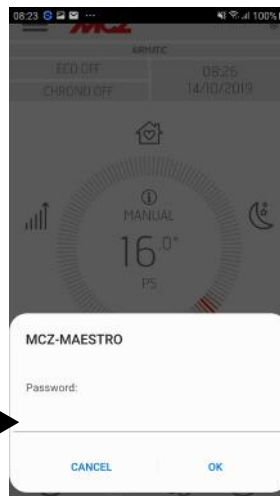 08:23 100%
MCZ
AIRMATIC
ECO OFF 08:26
CHRONO OFF 14/10/2019
MANUAL
16.0°
P5
MCZ-MAESTRO
Password:
CANCEL OK